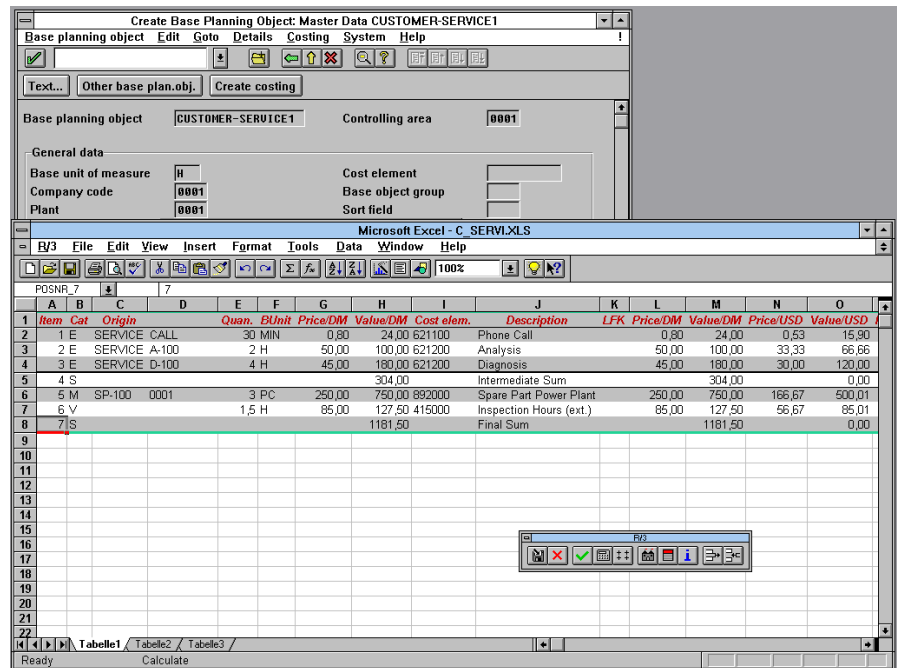 Create Base Planning Object: Master Data CUSTOMER-SERVICE1
Base planning object Edit Goto Details Costing System Help !
Text... Other base plan.obj. Create costing
Base planning object CUSTOMER-SERVICE1 Controlling area 0001
General data
Base unit of measure H Cost element
Company code 0001 Base object group
Plant 0001 Sort field
Microsoft Excel - C_SERVI.XLS
R/3 File Edit View Insert Format Tools Data Window Help
100%
POSNR_7 7
A B C D E F G H I J K L M N O
1 Item Cat Origin Quan. BUnit Price/DM Value/DM Cost elem. Description LFK Price/DM Value/DM Price/USD Value/USD
2 1 E SERVICE CALL 30 MIN 0,80 24,00 621100 Phone Call 0,80 24,00 0,53 15,90
3 2 E SERVICE A-100 2 H 50,00 100,00 621200 Analysis 50,00 100,00 33,33 66,66
4 3 E SERVICE D-100 4 H 45,00 180,00 621200 Diagnosis 45,00 180,00 30,00 120,00
5 4 S 304,00 Intermediate Sum 304,00 0,00
6 5 M SP-100 0001 3 PC 250,00 750,00 892000 Spare Part Power Plant 250,00 750,00 166,67 500,01
7 6 V 1,5 H 85,00 127,50 415000 Inspection Hours (ext.) 85,00 127,50 56,67 85,01
8 7 S 1181,50 Final Sum 1181,50 0,00
9
10
11
12
13
14
15
R/3
16
17
18
19
20
21
22
Tabelle1 Tabelle2 Tabelle3
Ready Calculate